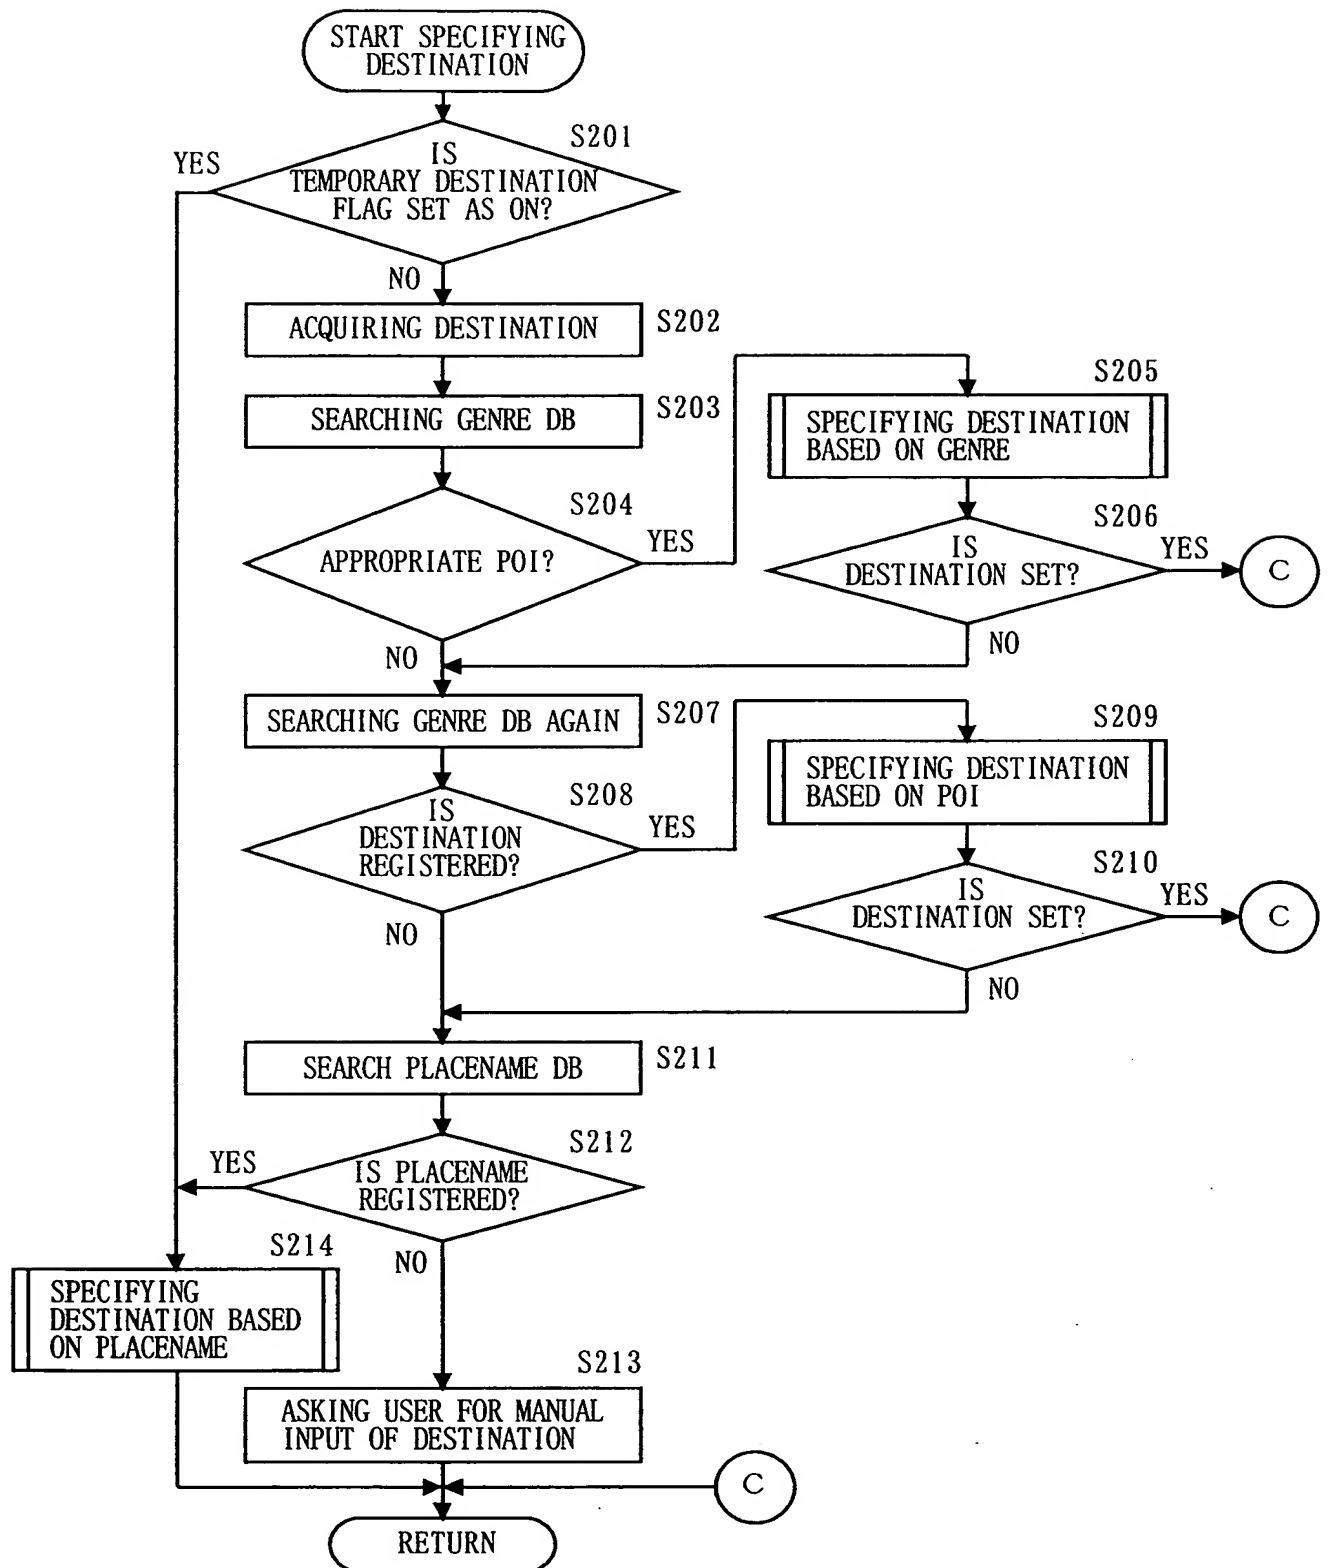 START SPECIFYING
DESTINATION
S201
YES
IS
TEMPORARY DESTINATION
FLAG SET AS ON?
NO
ACQUIRING DESTINATION
S202
SEARCHING GENRE DB
S203
S205
SPECIFYING DESTINATION
BASED ON GENRE
S204
APPROPRIATE POI?
YES
S206
IS
DESTINATION SET?
YES
C
NO
NO
SEARCHING GENRE DB AGAIN
S207
S209
SPECIFYING DESTINATION
BASED ON POI
S208
IS
DESTINATION
REGISTERED?
YES
S210
IS
DESTINATION SET?
YES
C
NO
NO
SEARCH PLACENAME DB
S211
S212
YES
IS PLACENAME
REGISTERED?
NO
S214
SPECIFYING
DESTINATION BASED
ON PLACENAME
S213
ASKING USER FOR MANUAL
INPUT OF DESTINATION
C
RETURN